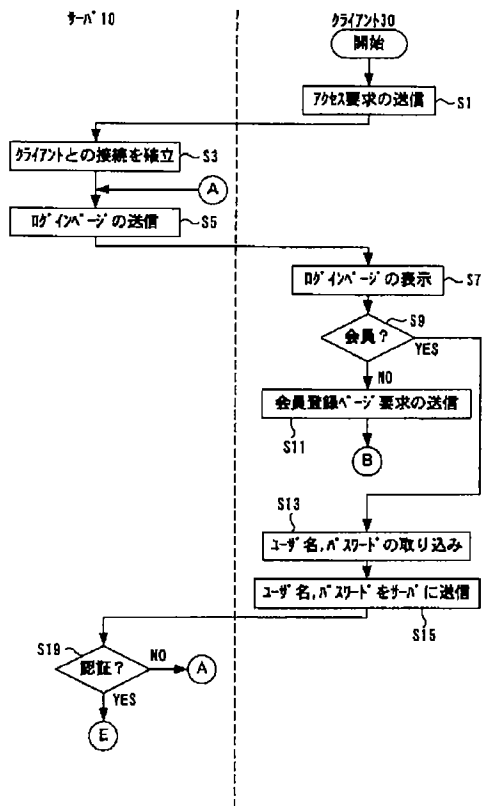 サーバ10
クライアント30
開始
アクセス要求の送信
S1
クライアントとの接続を確立
S3
A
ログインページの送信
S5
ログインページの表示
S7
会員?
S9
YES
NO
会員登録ページ要求の送信
S11
B
S13
ユーザ名,パスワードの取り込み
ユーザ名,パスワードをサーバに送信
S15
S19
認証?
NO
A
YES
E